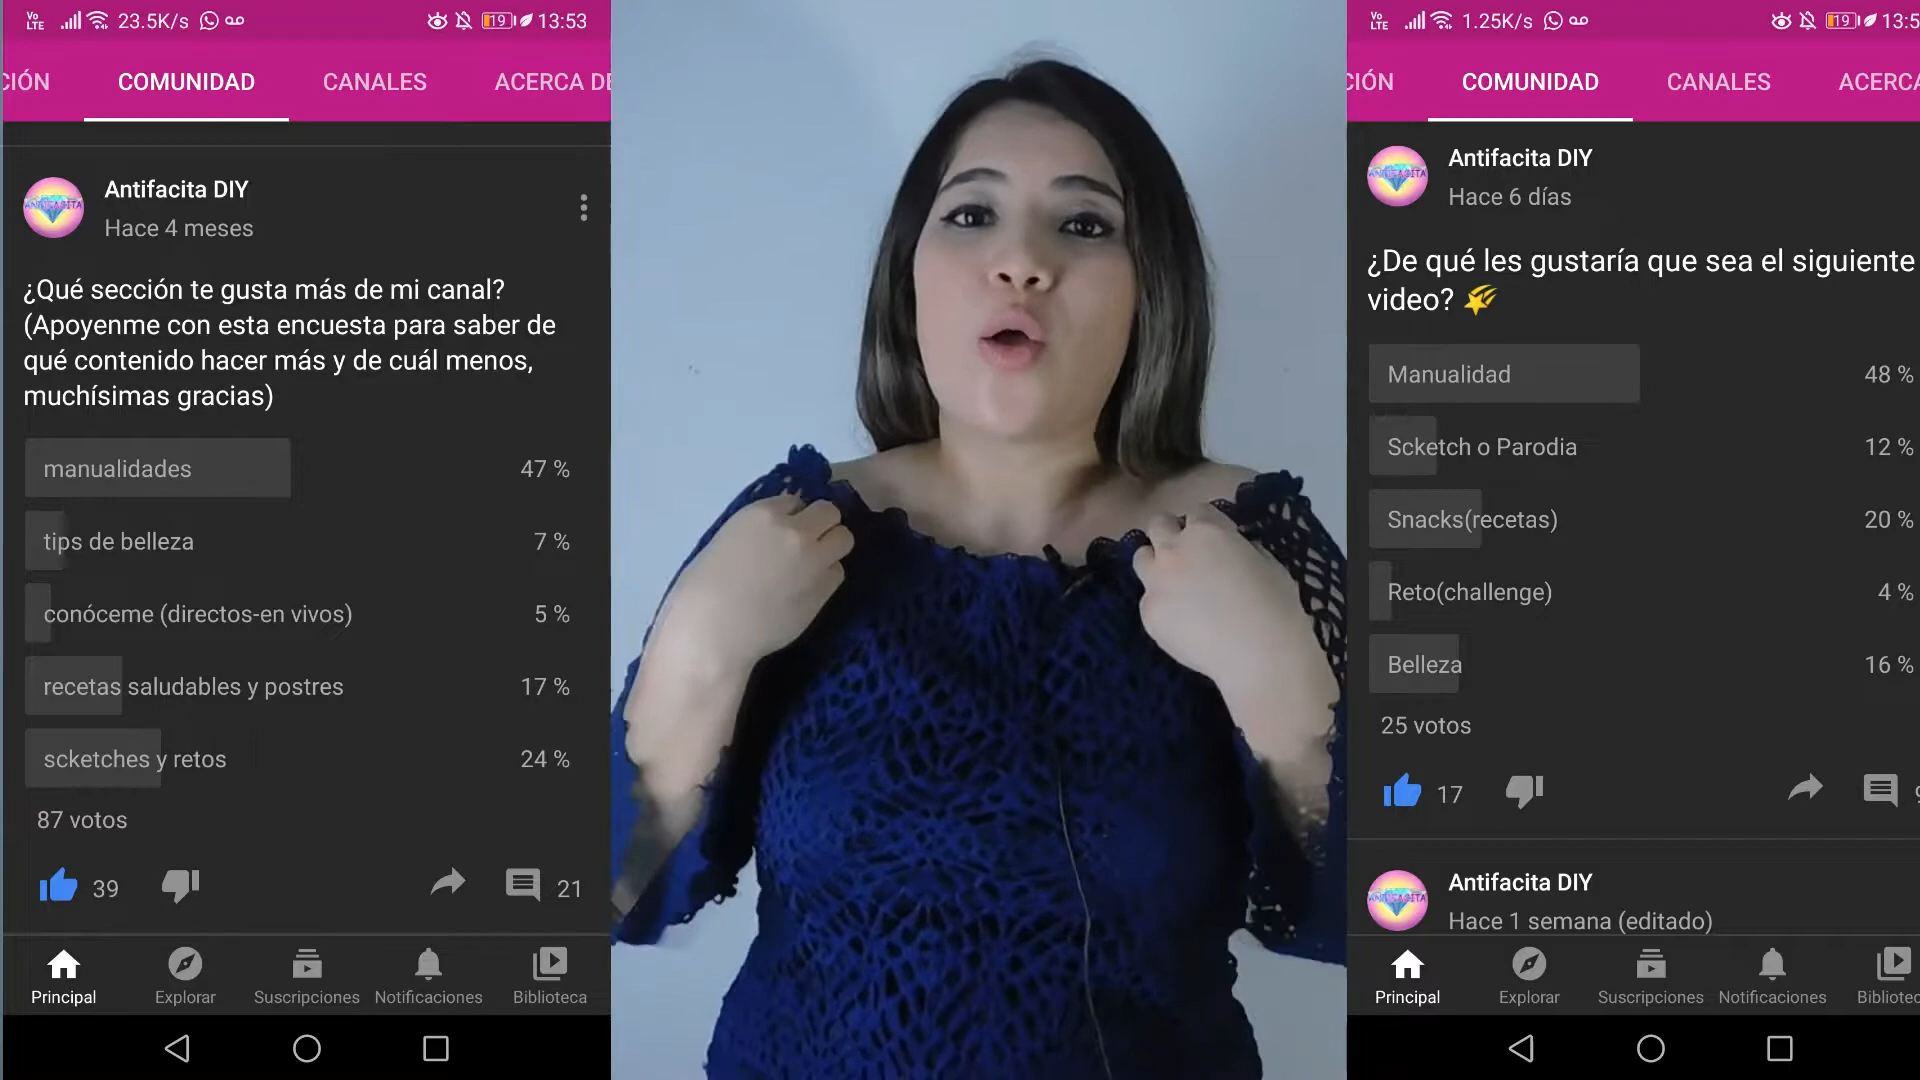 Vo LTE 23.5K/s 19 13:53
CIÓN COMUNIDAD CANALES ACERCA DE
Antifacita DIY
Hace 4 meses
¿Qué sección te gusta más de mi canal?
(Apoyenme con esta encuesta para saber de
qué contenido hacer más y de cuál menos,
muchísimas gracias)
manualidades 47 %
tips de belleza 7 %
conóceme (directos-en vivos) 5 %
recetas saludables y postres 17 %
scketches y retos 24 %
87 votos
39 21
Principal Explorar Suscripciones Notificaciones Biblioteca
Vo LTE 1.25K/s 19 13:5
CIÓN COMUNIDAD CANALES ACERCA
ANTIFACITA
Antifacita DIY
Hace 6 días
¿De qué les gustaría que sea el siguiente
video?
Manualidad 48 %
Scketch o Parodia 12 %
Snacks(recetas) 20 %
Reto(challenge) 4 %
Belleza 16 %
25 votos
17
Antifacita DIY
Hace 1 semana (editado)
Principal Explorar Suscripciones Notificaciones Bibliotec